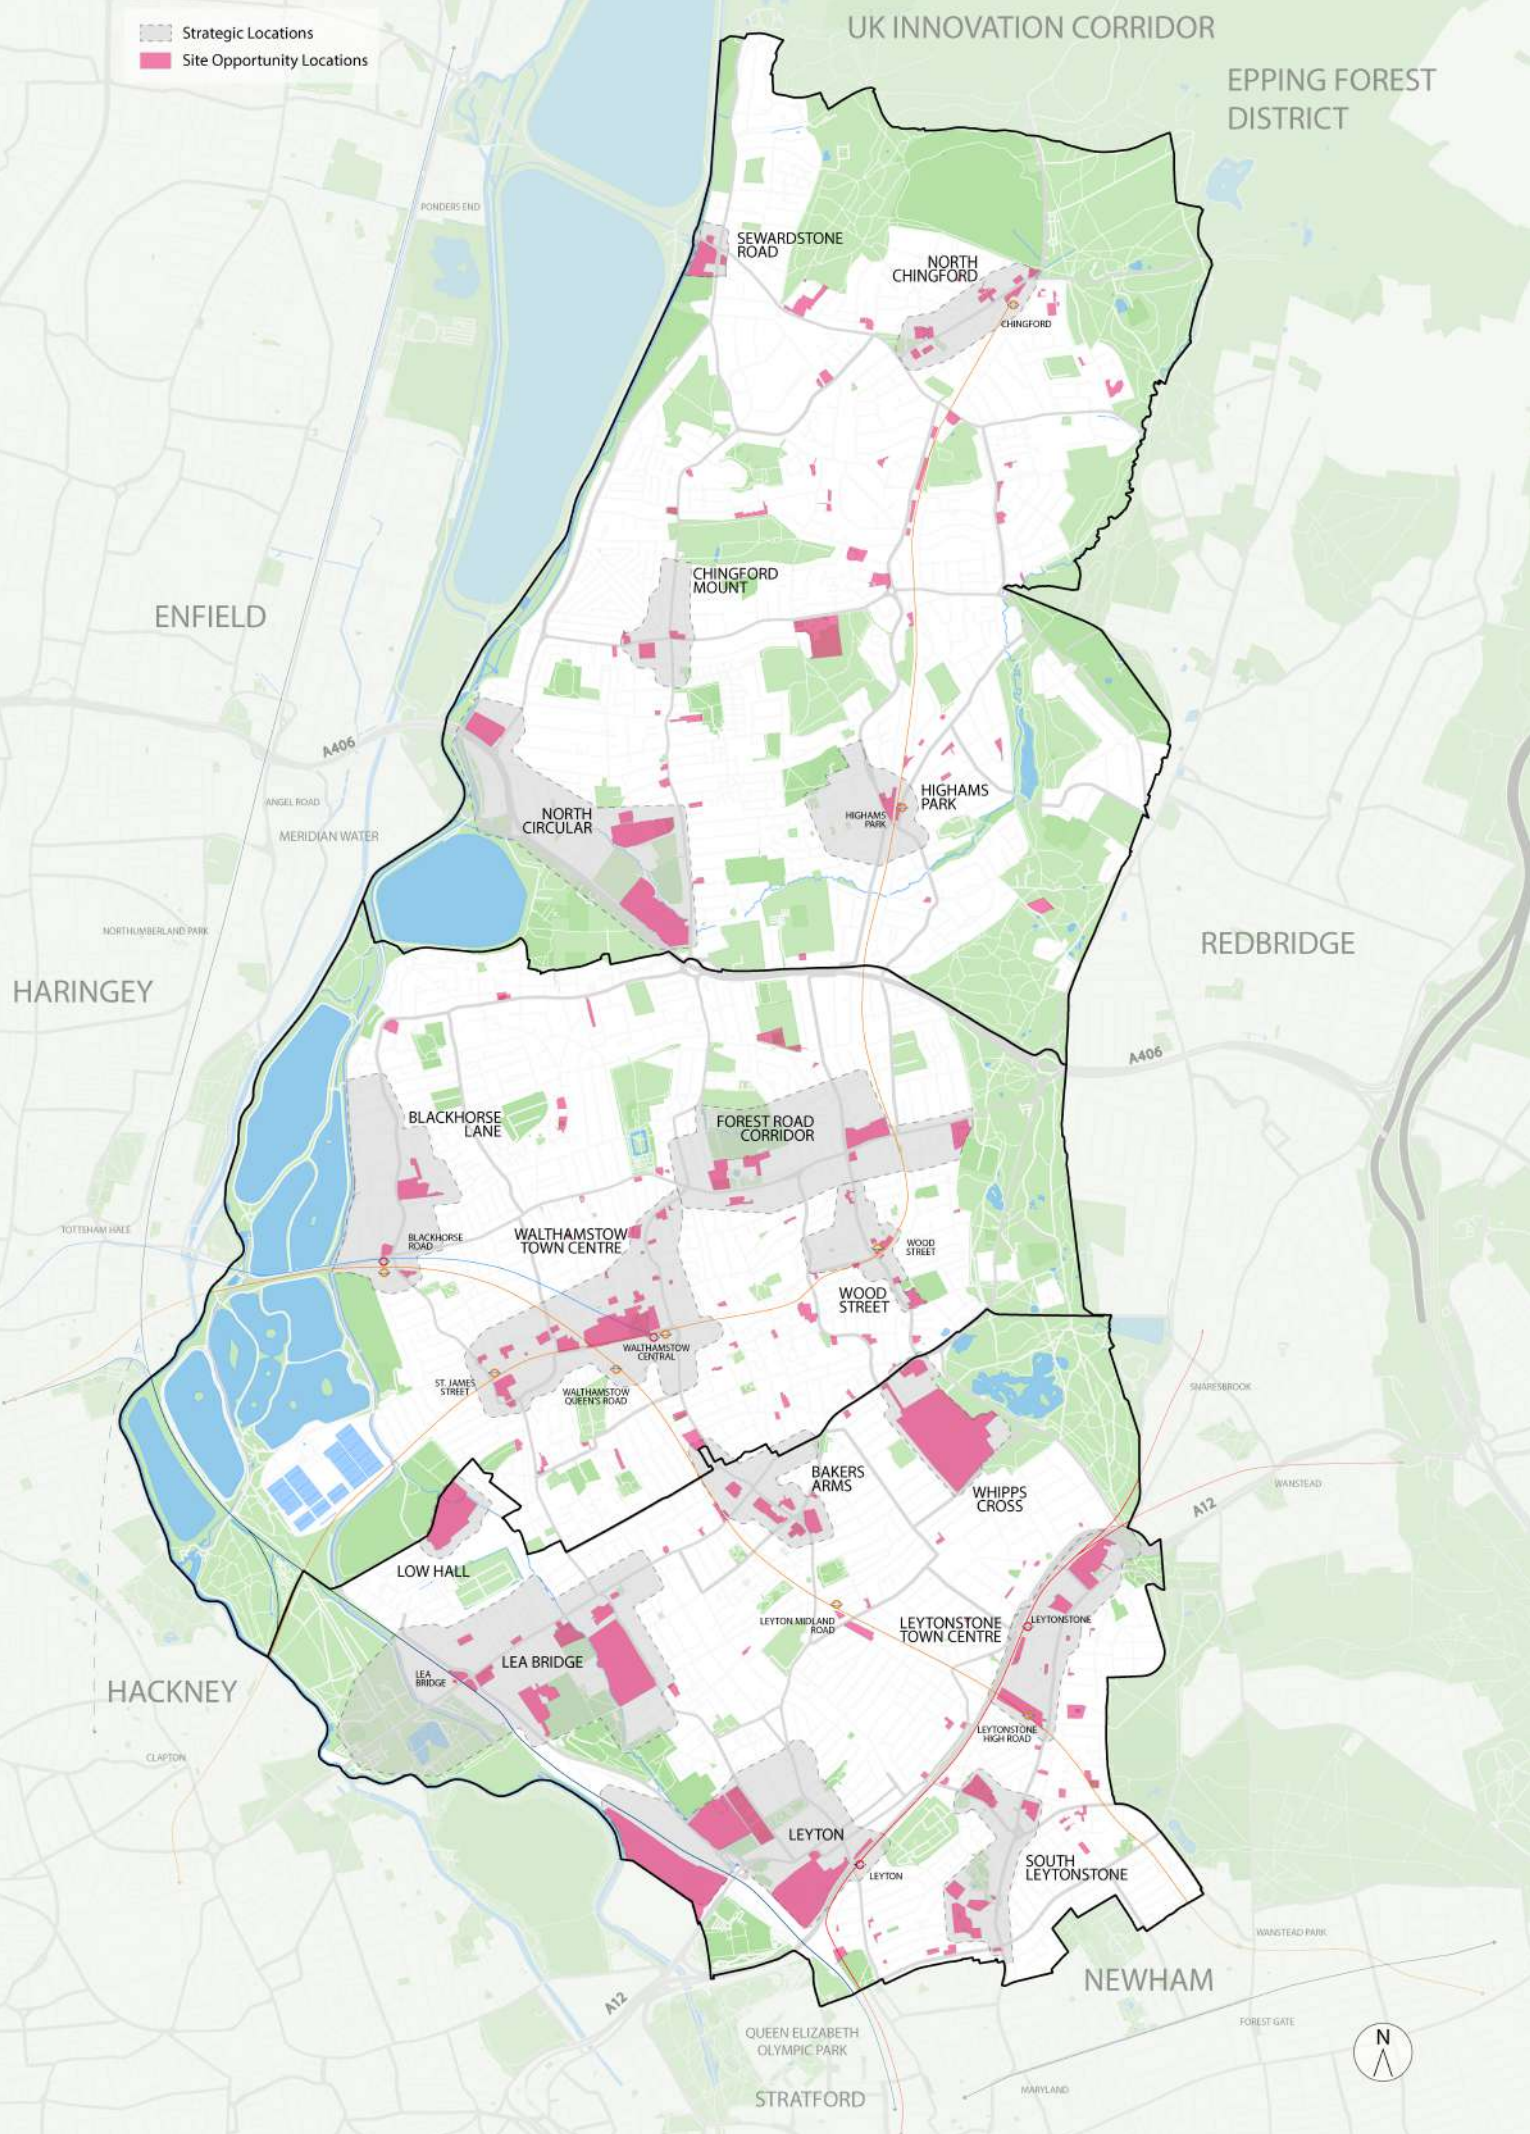 Strategic Locations
Site Opportunity Locations
UK INNOVATION CORRIDOR
EPPING FOREST
DISTRICT
PONDERS END
SEWARDSTONE
ROAD
NORTH
CHINGFORD
CHINGFORD
CHINGFORD
MOUNT
ENFIELD
A406
ANGEL ROAD
MERIDIAN WATER
NORTH
CIRCULAR
HIGHAMS
PARK
HIGHAMS
PARK
NORTHUMBERLAND PARK
REDBRIDGE
HARINGEY
A406
BLACKHORSE
LANE
FOREST ROAD
CORRIDOR
TOTTEHAM HALE
BLACKHORSE
ROAD
WALTHAMSTOW
TOWN CENTRE
WOOD
STREET
WOOD
STREET
WALTHAMSTOW
CENTRAL
ST. JAMES
STREET
WALTHAMSTOW
QUEEN'S ROAD
SNARESBROOK
BAKERS
ARMS
WHIPPS
CROSS
WANSTEAD
A12
LOW HALL
LEYTON MIDLAND
ROAD
LEYTONSTONE
TOWN CENTRE
LEYTONSTONE
LEA BRIDGE
LEA
BRIDGE
HACKNEY
CLAPTON
LEYTONSTONE
HIGH ROAD
LEYTON
LEYTON
SOUTH
LEYTONSTONE
WANSTEAD PARK
NEWHAM
A12
FOREST GATE
QUEEN ELIZABETH
OLYMPIC PARK
N
STRATFORD
MARYLAND